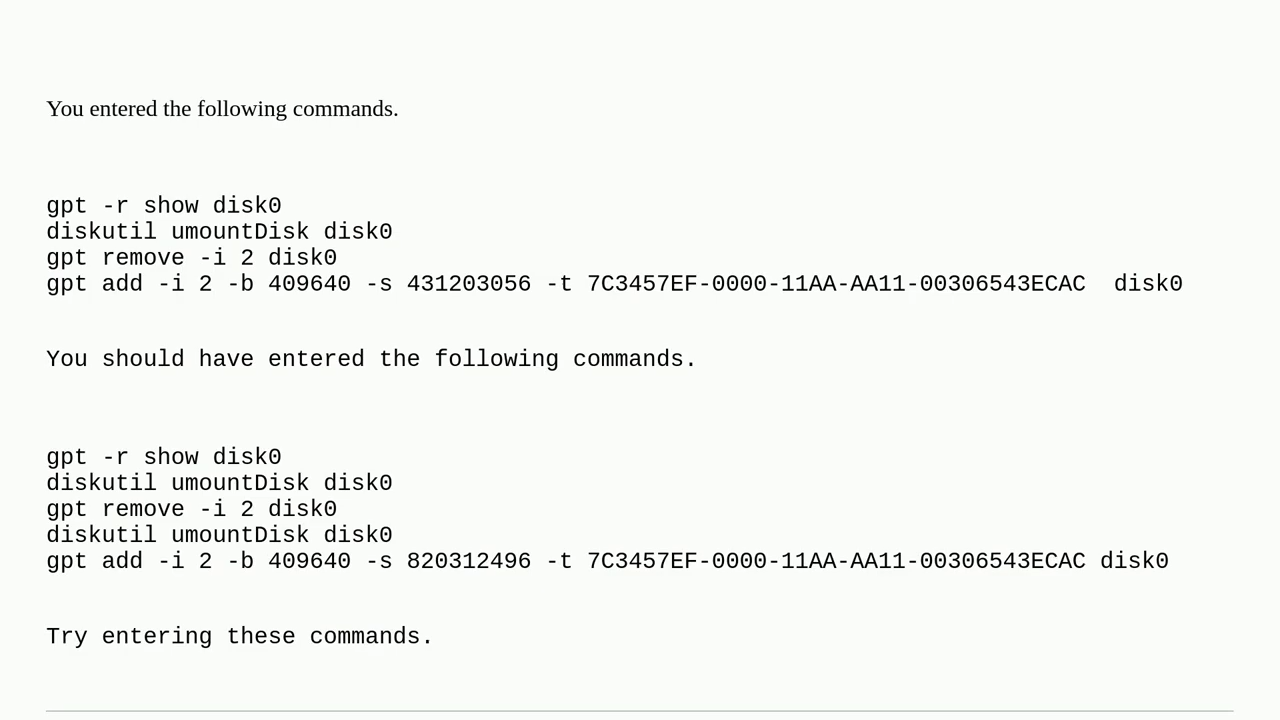 You entered the following commands.
gpt -r show disk0
diskutil umountDisk disk0
gpt remove -i 2 disk0
gpt add -i 2 -b 409640 -s 431203056 -t 7C3457EF-0000-11AA-AA11-00306543ECAC  disk0
You should have entered the following commands.
gpt -r show disk0
diskutil umountDisk disk0
gpt remove -i 2 disk0
diskutil umountDisk disk0
gpt add -i 2 -b 409640 -s 820312496 -t 7C3457EF-0000-11AA-AA11-00306543ECAC disk0
Try entering these commands.